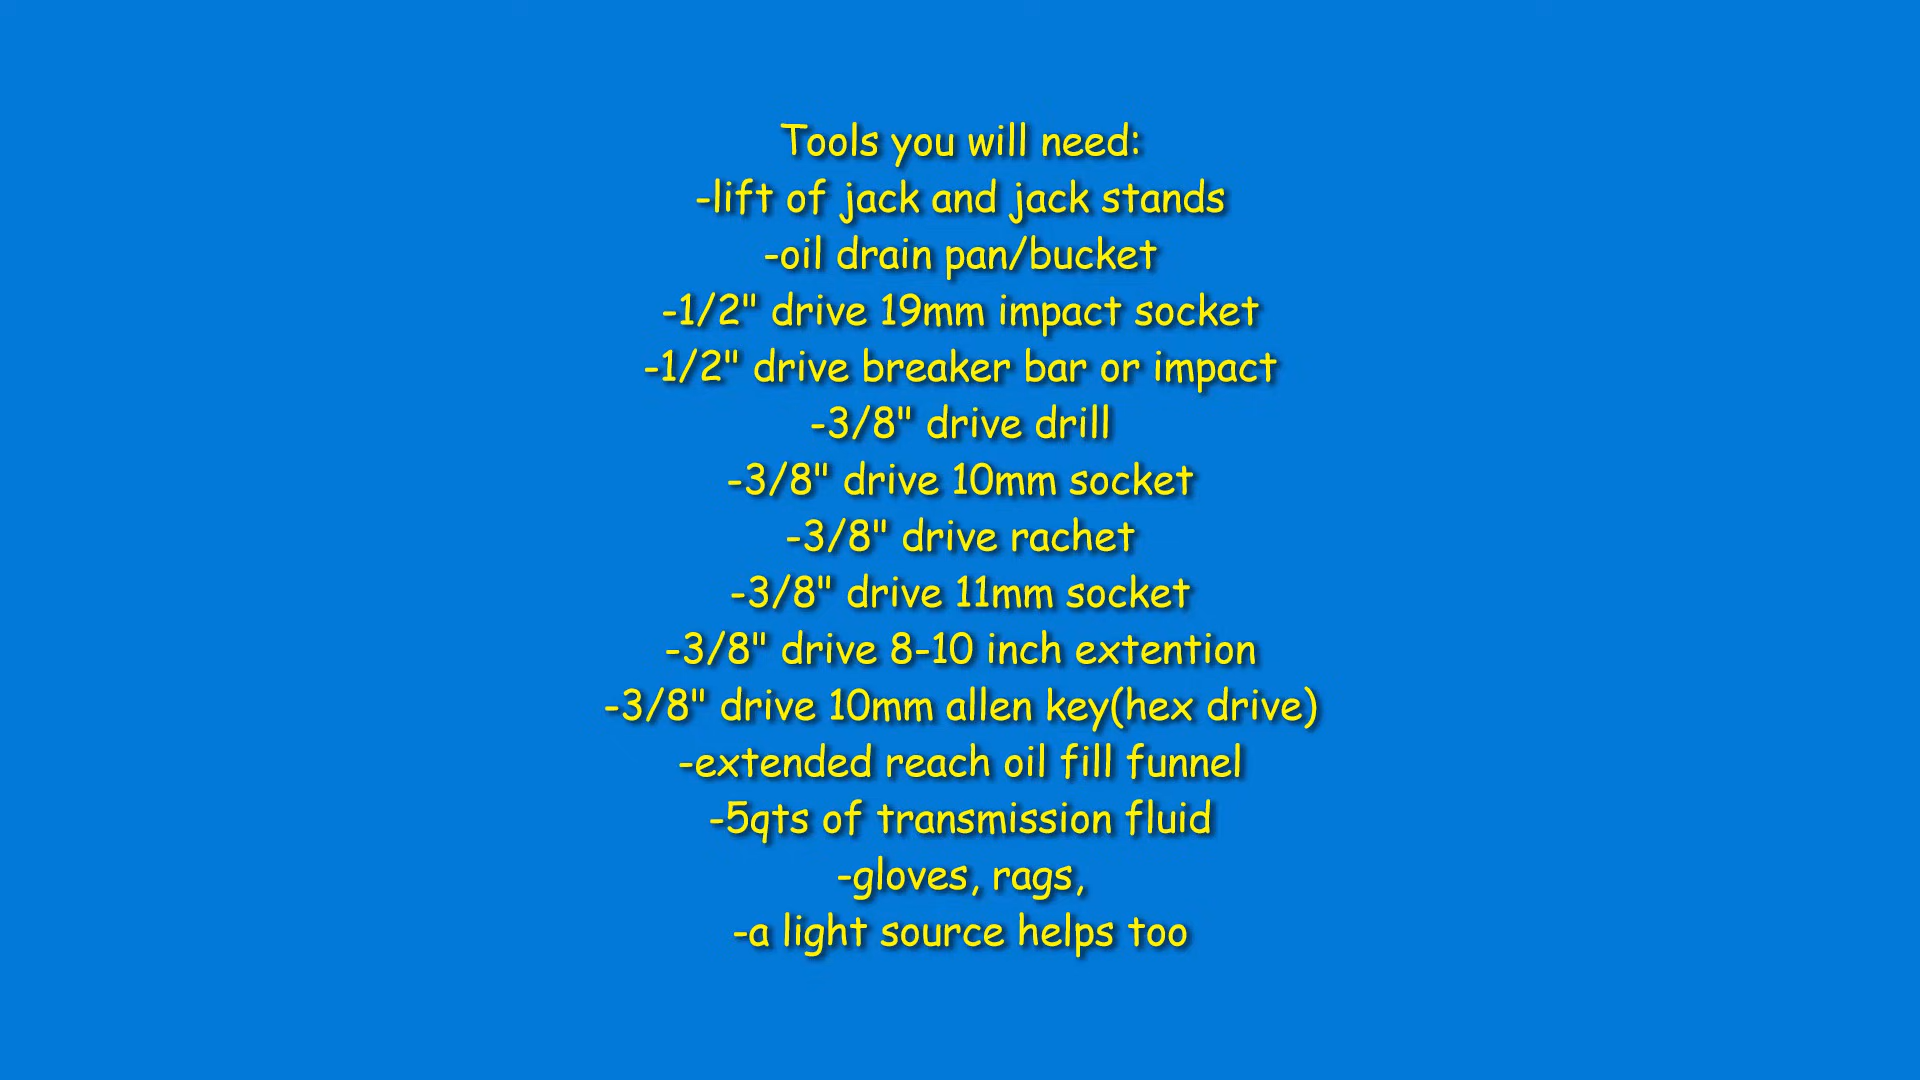 Tools you will need:
-lift of jack and jack stands
-oil drain pan/bucket
-1/2" drive 19mm impact socket
-1/2" drive breaker bar or impact
-3/8" drive drill
-3/8" drive 10mm socket
-3/8" drive rachet
-3/8" drive 11mm socket
-3/8" drive 8-10 inch extention
-3/8" drive 10mm allen key(hex drive)
-extended reach oil fill funnel
-5qts of transmission fluid
-gloves, rags,
-a light source helps too